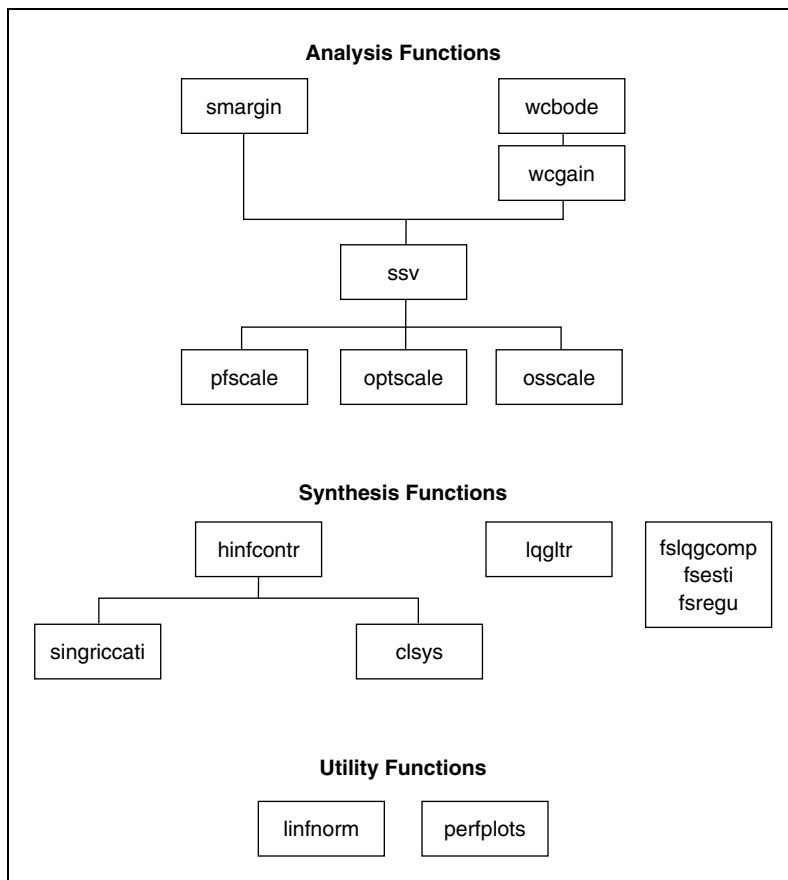 Analysis Functions
smargin
wcbode
wcgain
ssv
pfscale
optscale
osscale
Synthesis Functions
hinfcontr
lqgltr
fslqgcomp
fsesti
fsregu
singriccati
clsys
Utility Functions
linfnorm
perfplots